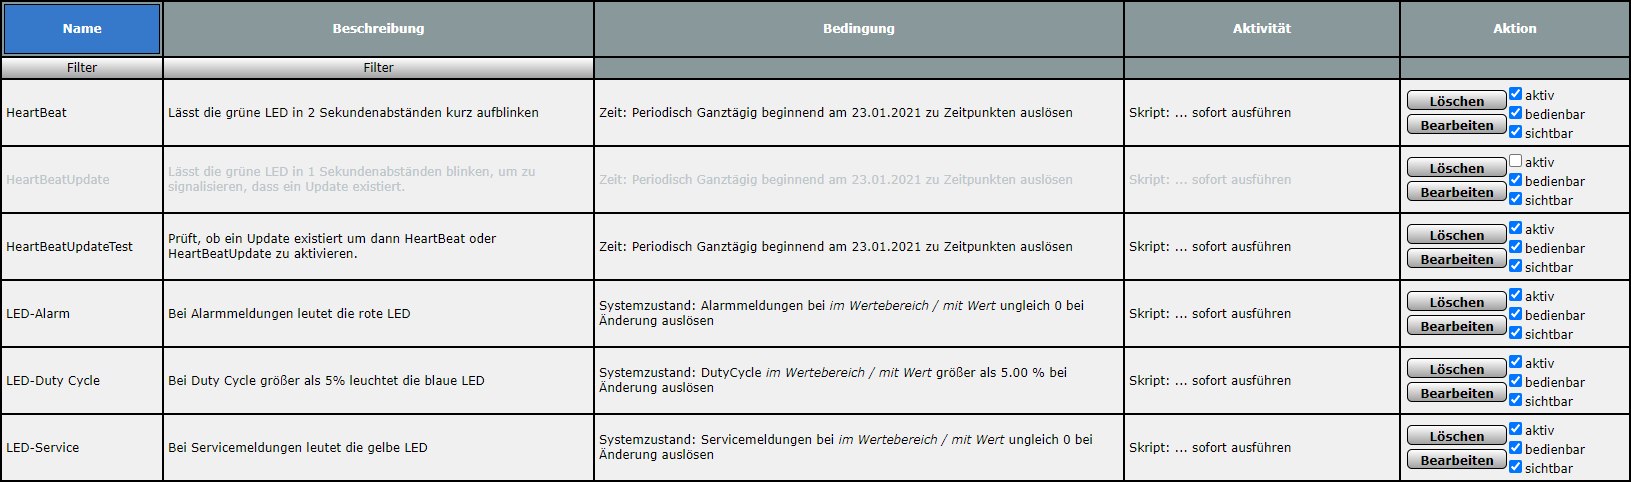 Name Beschreibung Bedingung Aktivität Aktion
Filter Filter
HeartBeat Lässt die grüne LED in 2 Sekundenabständen kurz aufblinken Zeit: Periodisch Ganztägig beginnend am 23.01.2021 zu Zeitpunkten auslösen Skript: ... sofort ausführen
Löschen
Bearbeiten
aktiv
bedienbar
sichtbar
HeartBeatUpdate
Lässt die grüne LED in 1 Sekundenabständen blinken, um zu
signalisieren, dass ein Update existiert.
Zeit: Periodisch Ganztägig beginnend am 23.01.2021 zu Zeitpunkten auslösen Skript: ... sofort ausführen
Löschen
Bearbeiten
aktiv
bedienbar
sichtbar
HeartBeatUpdateTest
Prüft, ob ein Update existiert um dann HeartBeat oder
HeartBeatUpdate zu aktivieren.
Zeit: Periodisch Ganztägig beginnend am 23.01.2021 zu Zeitpunkten auslösen Skript: ... sofort ausführen
Löschen
Bearbeiten
aktiv
bedienbar
sichtbar
LED-Alarm Bei Alarmmeldungen leutet die rote LED
Systemzustand: Alarmmeldungen bei im Wertebereich / mit Wert ungleich 0 bei
Änderung auslösen
Skript: ... sofort ausführen
Löschen
Bearbeiten
aktiv
bedienbar
sichtbar
LED-Duty Cycle Bei Duty Cycle größer als 5% leuchtet die blaue LED
Systemzustand: DutyCycle im Wertebereich / mit Wert größer als 5.00 % bei
Änderung auslösen
Skript: ... sofort ausführen
Löschen
Bearbeiten
aktiv
bedienbar
sichtbar
LED-Service Bei Servicemeldungen leutet die gelbe LED
Systemzustand: Servicemeldungen bei im Wertebereich / mit Wert ungleich 0 bei
Änderung auslösen
Skript: ... sofort ausführen
Löschen
Bearbeiten
aktiv
bedienbar
sichtbar